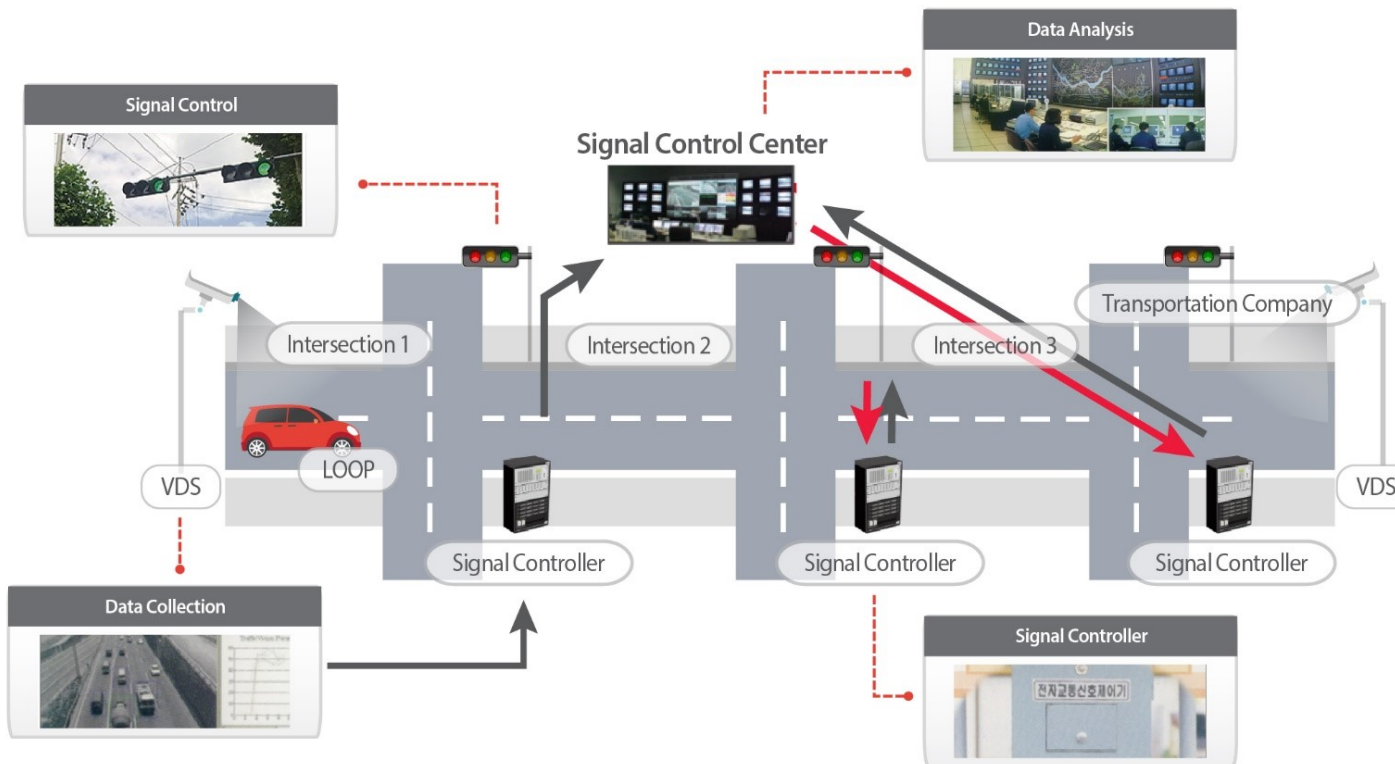 Data Analysis
Signal Control
Signal Control Center
Transportation Company
Intersection 1
Intersection 2
Intersection 3
LOOP
VDS
VDS
Signal Controller
Signal Controller
Signal Controller
Data Collection
Signal Controller
전자교통신호제어기